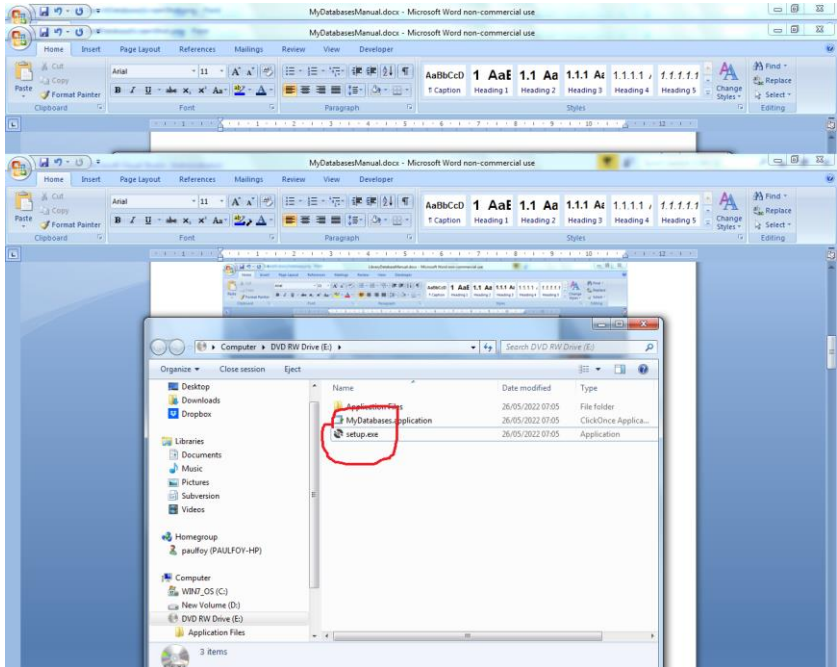 MyDatabasesManual.docx - Microsoft Word non-commercial use
MyDatabasesManual.docx - Microsoft Word non-commercial use
Home Insert Page Layout References Mailings Review View Developer
Cut
Copy
Paste
Format Painter
Arial 11
AaBbCcD 1 AaB 1.1 Aa 1.1.1 Aa 1.1.1.1 1.1.1.1.1
¶ Caption Heading 1 Heading 2 Heading 3 Heading 4 Heading 5
Change Styles
Find
Replace
Select
Clipboard Font Paragraph Styles Editing
MyDatabasesManual.docx - Microsoft Word non-commercial use
Home Insert Page Layout References Mailings Review View Developer
Cut
Copy
Paste
Format Painter
Arial 11
AaBbCcD 1 AaB 1.1 Aa 1.1.1 Aa 1.1.1.1 1.1.1.1.1
¶ Caption Heading 1 Heading 2 Heading 3 Heading 4 Heading 5
Change Styles
Find
Replace
Select
Clipboard Font Paragraph Styles Editing
Computer DVD RW Drive (E:)
Search DVD RW Drive (E:)
Organize Close session Eject
Name Date modified Type
Desktop
Downloads
Dropbox
Libraries
Documents
Music
Pictures
Subversion
Videos
Homegroup
paulfoy (PAULFOY-HP)
Computer
WIN7_OS (C:)
New Volume (D:)
DVD RW Drive (E:)
Application Files
Application Files 26/05/2022 07:05 File folder
MyDatabases.application 26/05/2022 07:05 ClickOnce Applica...
setup.exe 26/05/2022 07:05 Application
3 items